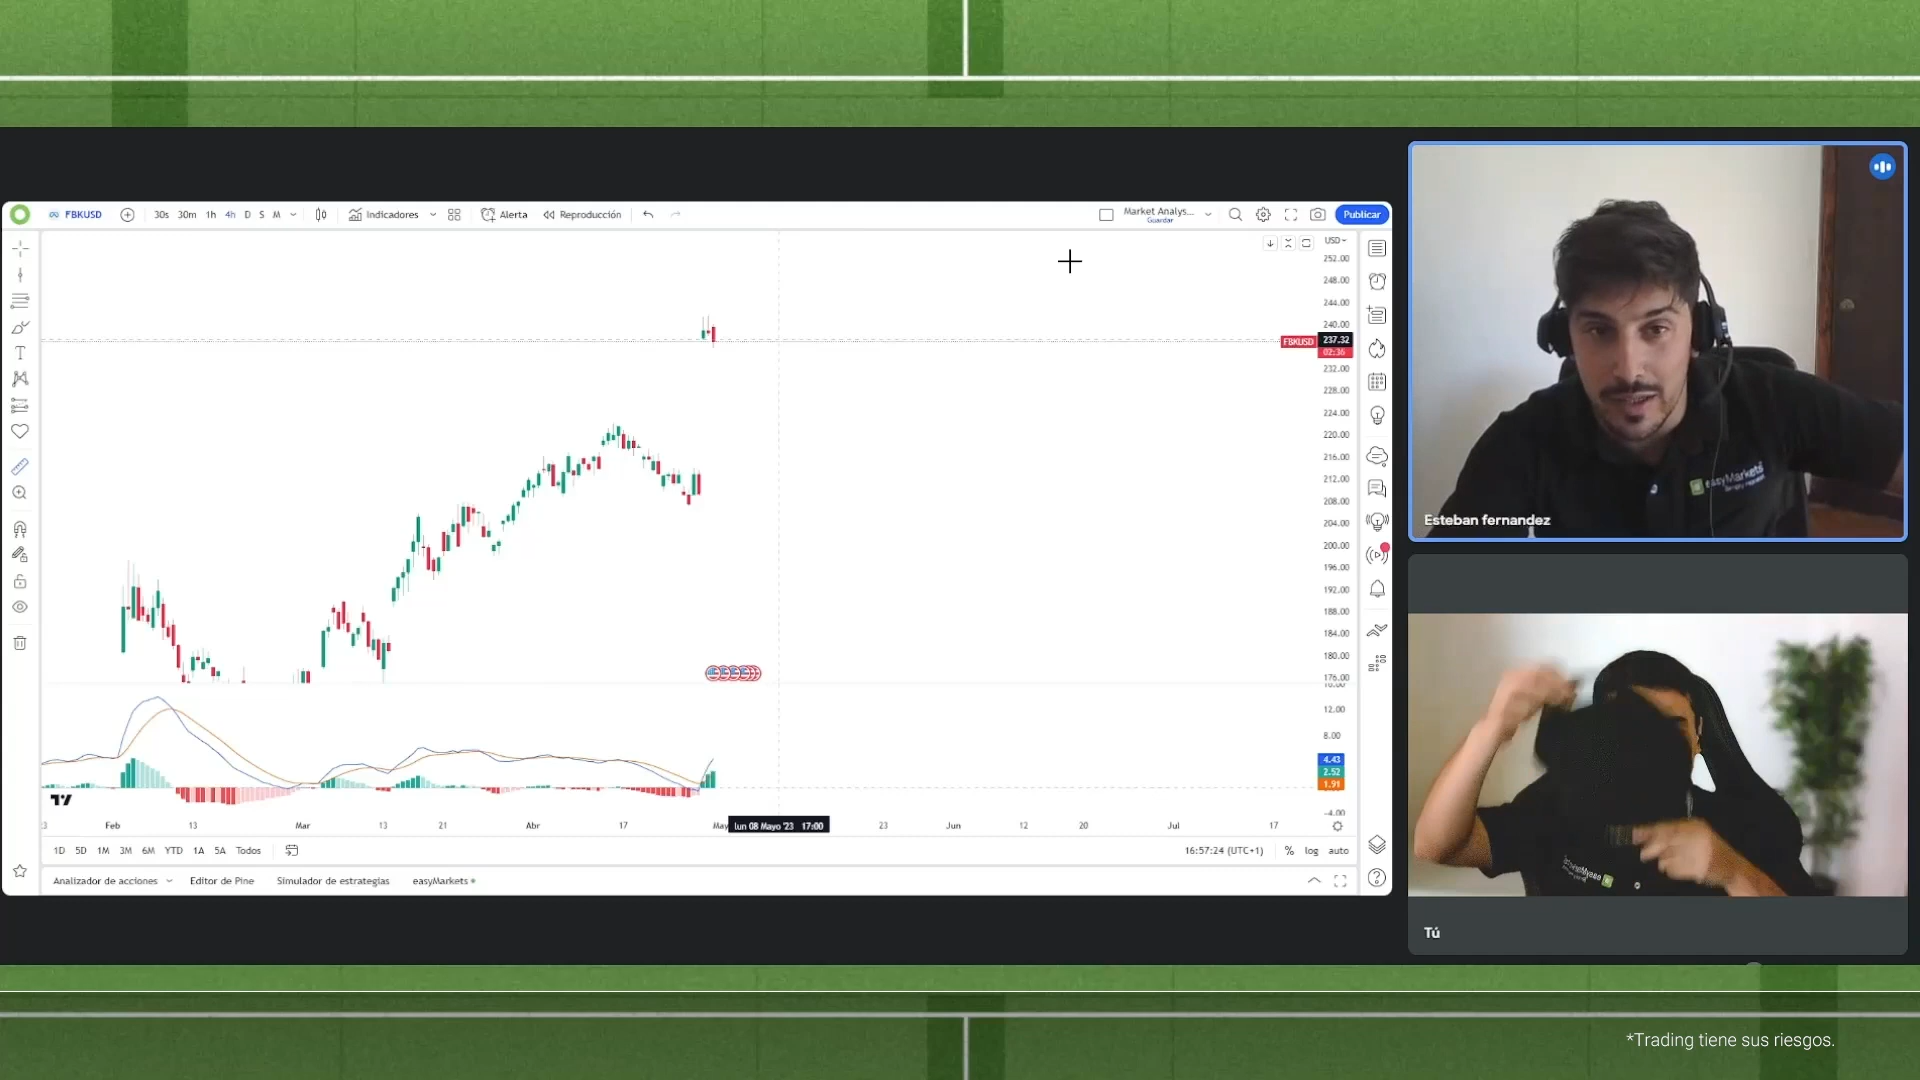 FBKUSD
30s 30m 1h 4h D S M
Indicadores
Alerta
Reproducción
Market Analys...
Guardar
Publicar
USD
252.00
248.00
244.00
240.00
FBKUSD 237.32
02:36
232.00
228.00
224.00
220.00
216.00
212.00
208.00
204.00
200.00
196.00
192.00
188.00
184.00
180.00
176.00
12.00
8.00
4.43
2.52
1.91
-4.00
Feb 13 Mar 13 21 Abr 17 May lun 08 Mayo '23 17:00 23 Jun 12 20 Jul 17
1D 5D 1M 3M 6M YTD 1A 5A Todos
16:57:24 (UTC+1) % log auto
Analizador de acciones Editor de Pine Simulador de estrategias easyMarkets
easyMarkets
Esteban fernandez
Tú
*Trading tiene sus riesgos.